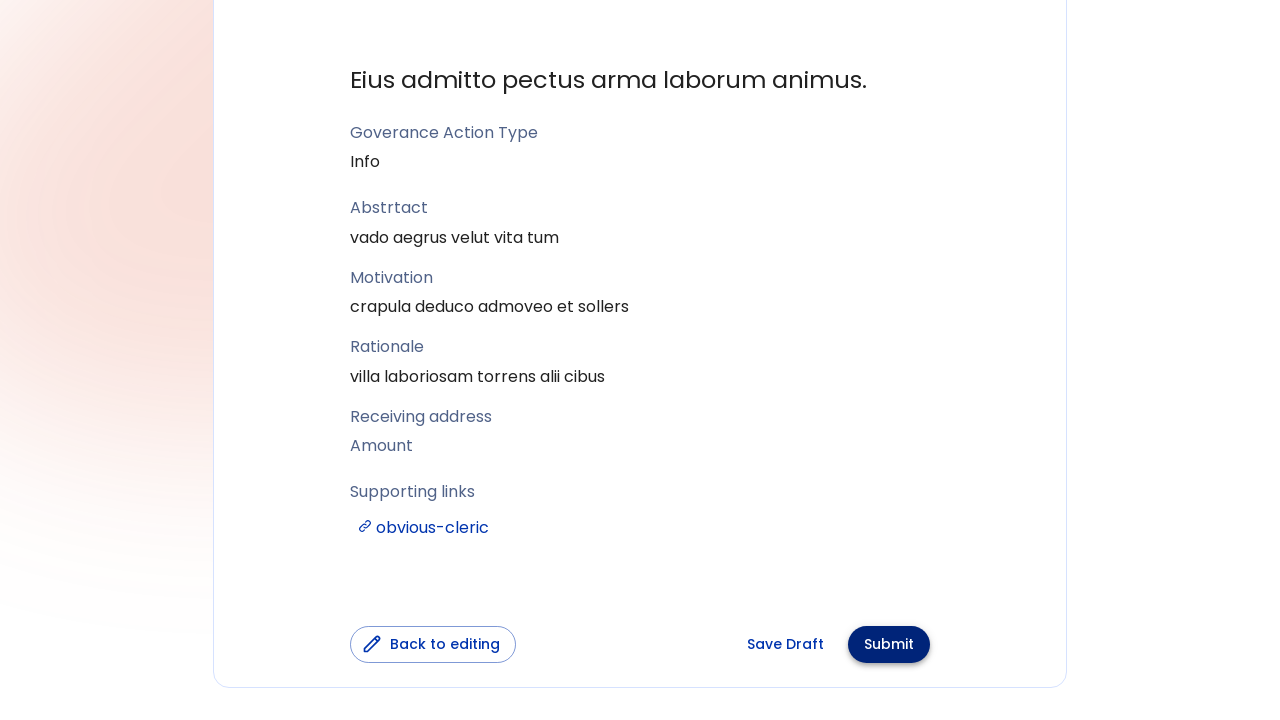 Eius admitto pectus arma laborum animus.
Goverance Action Type
Info
Abstrtact
vado aegrus velut vita tum
Motivation
crapula deduco admoveo et sollers
Rationale
villa laboriosam torrens alii cibus
Receiving address
Amount
Supporting links
obvious-cleric
Back to editing
Save Draft
Submit